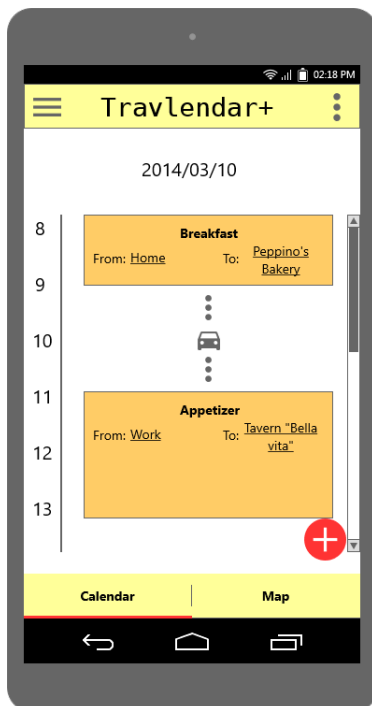 02:18 PM
Travlendar+
2014/03/10
8
Breakfast
From: Home To: Peppino's
Bakery
9
10
11
Appetizer
From: Work To: Tavern "Bella
vita"
12
13
Calendar Map